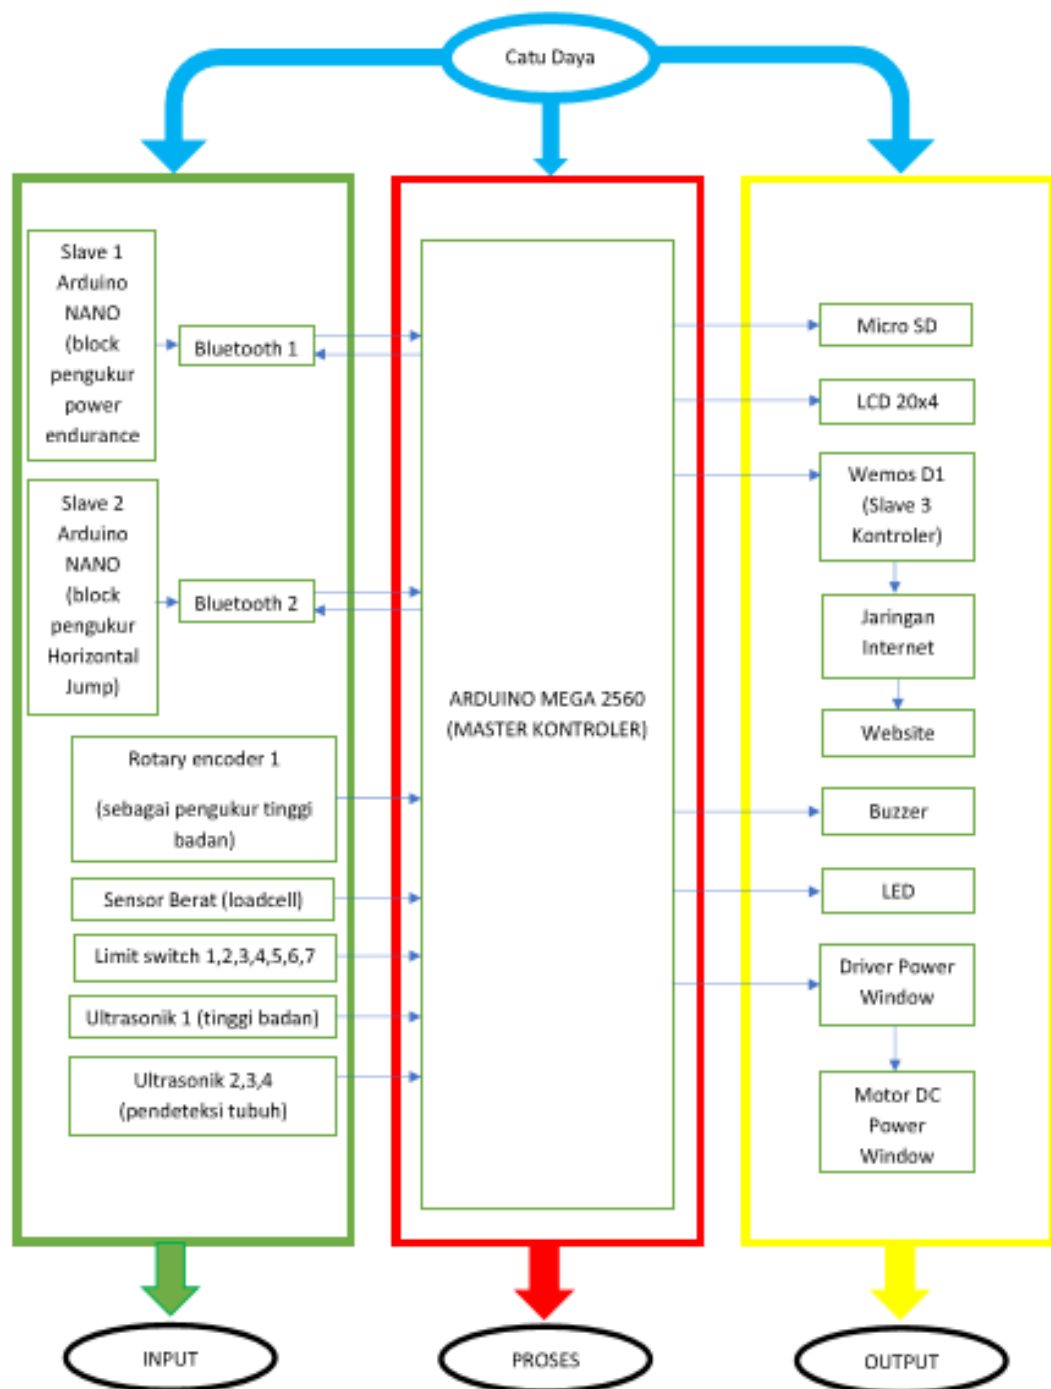 Catu Daya
Slave 1
Arduino
NANO
(block
pengukur
power
endurance
Bluetooth 1
Slave 2
Arduino
NANO
(block
pengukur
Horizontal
Jump)
Bluetooth 2
Rotary encoder 1
(sebagai pengukur tinggi
badan)
Sensor Berat (loadcell)
Limit switch 1,2,3,4,5,6,7
Ultrasonik 1 (tinggi badan)
Ultrasonik 2,3,4
(pendeteksi tubuh)
ARDUINO MEGA 2560
(MASTER KONTROLER)
Micro SD
LCD 20x4
Wemos D1
(Slave 3
Kontroler)
Jaringan
Internet
Website
Buzzer
LED
Driver Power
Window
Motor DC
Power
Window
INPUT
PROSES
OUTPUT